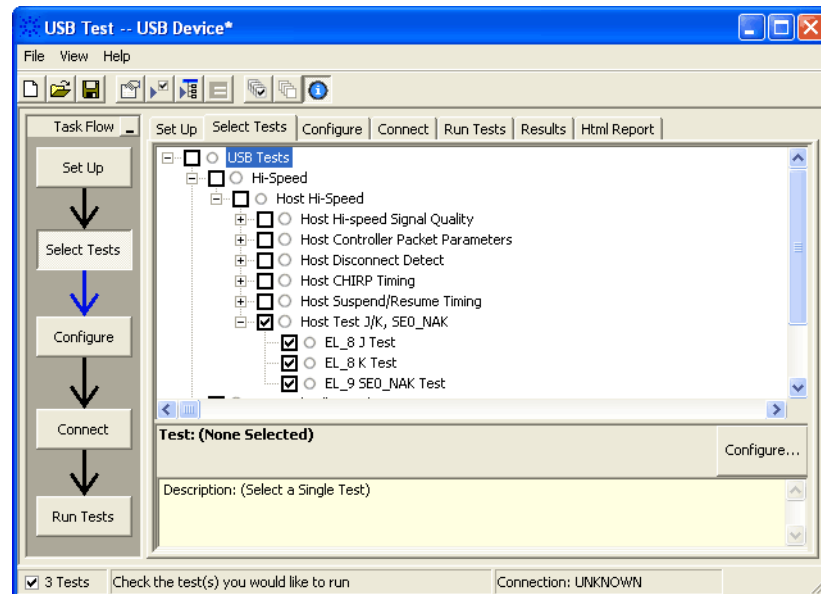 USB Test -- USB Device*
File View Help
Task Flow
Set Up
Select Tests
Configure
Connect
Run Tests
Set Up Select Tests Configure Connect Run Tests Results Html Report
USB Tests
Hi-Speed
Host Hi-Speed
Host Hi-speed Signal Quality
Host Controller Packet Parameters
Host Disconnect Detect
Host CHIRP Timing
Host Suspend/Resume Timing
Host Test J/K, SE0_NAK
EL_8 J Test
EL_8 K Test
EL_9 SE0_NAK Test
Test: (None Selected)
Configure...
Description: (Select a Single Test)
3 Tests Check the test(s) you would like to run Connection: UNKNOWN